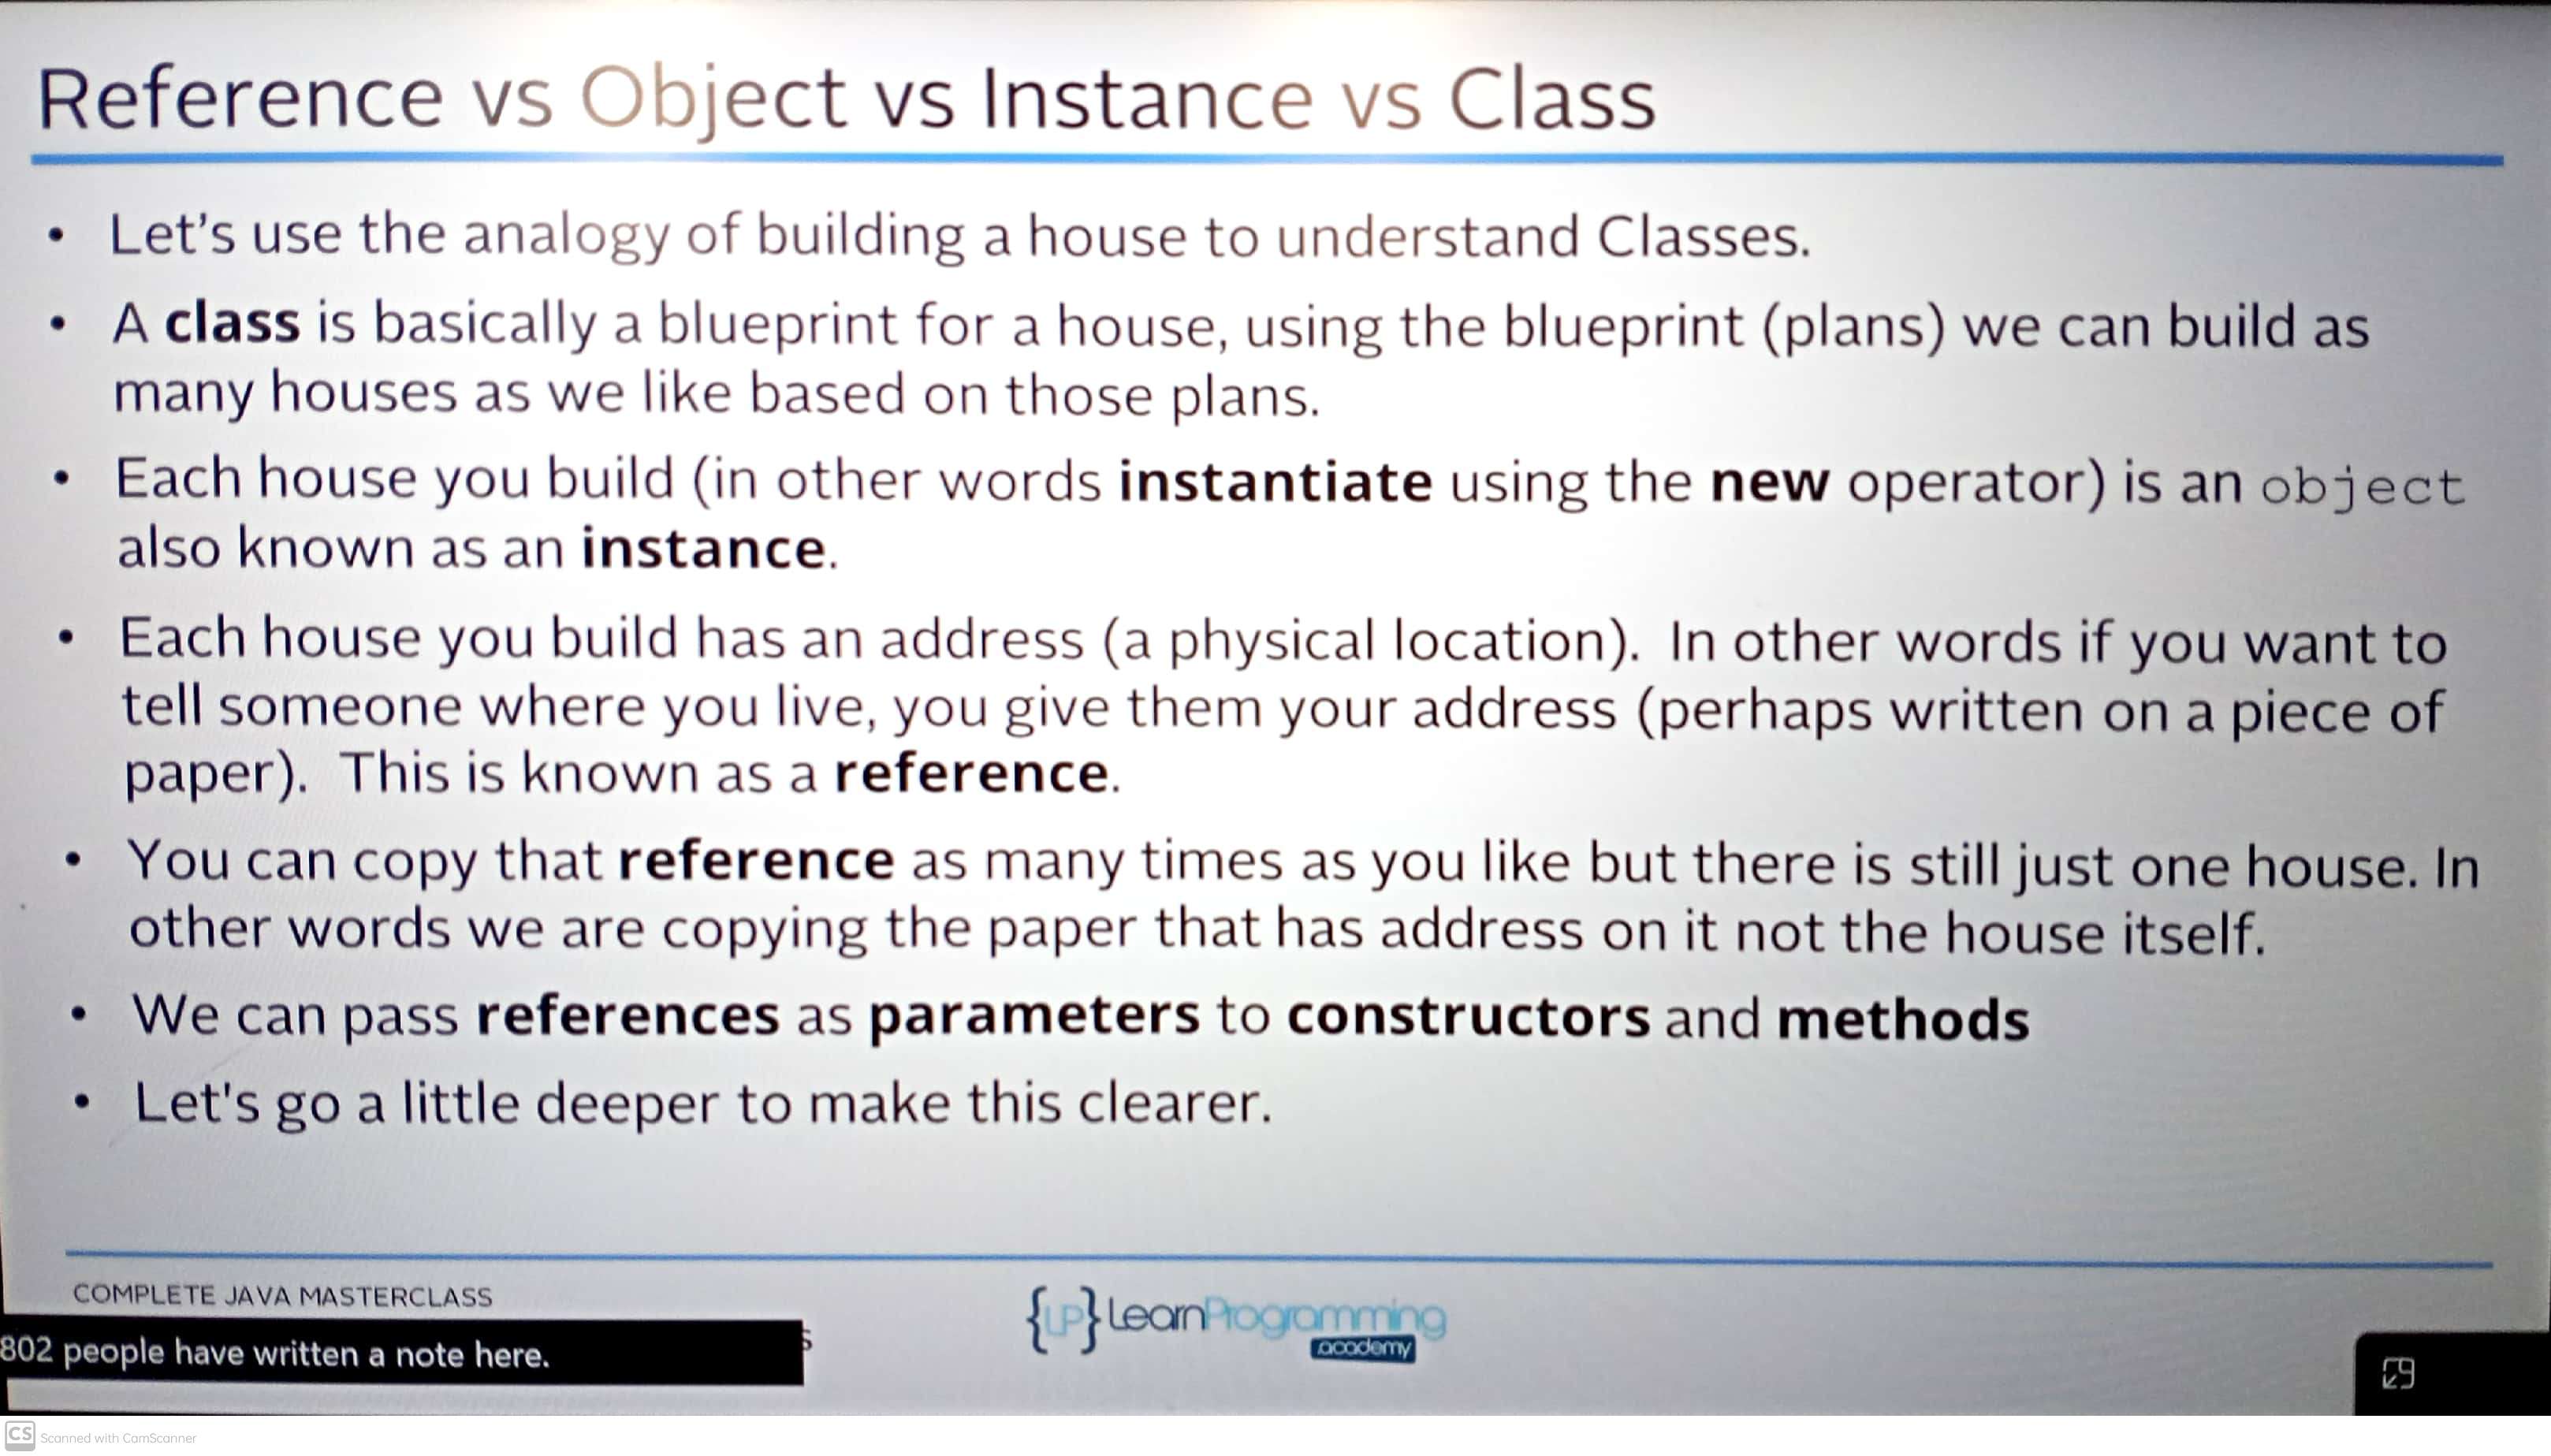 Reference vs Object vs Instance vs Class
• Let's use the analogy of building a house to understand Classes.
• A class is basically a blueprint for a house, using the blueprint (plans) we can build as
many houses as we like based on those plans.
• Each house you build (in other words instantiate using the new operator) is an object
also known as an instance.
• Each house you build has an address (a physical location). In other words if you want to
tell someone where you live, you give them your address (perhaps written on a piece of
paper). This is known as a reference.
• You can copy that reference as many times as you like but there is still just one house. In
other words we are copying the paper that has address on it not the house itself.
• We can pass references as parameters to constructors and methods
• Let's go a little deeper to make this clearer.
COMPLETE JAVA MASTERCLASS
{LP} LearnProgramming
academy
802 people have written a note here.
CS Scanned with CamScanner